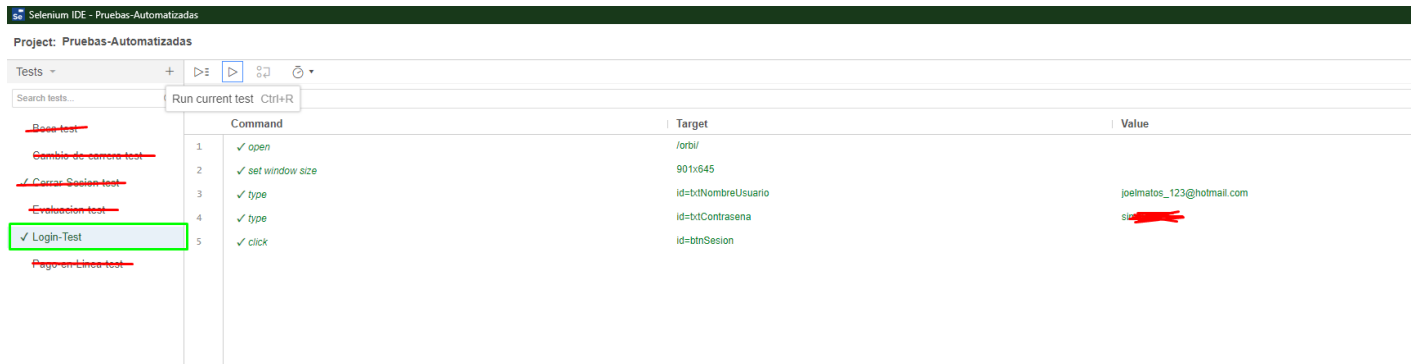 Selenium IDE - Pruebas-Automatizadas
Project: Pruebas-Automatizadas
Tests
Search tests...
Run current test Ctrl+R
Command Target Value
Beca test
Cambio de carrera test
✓ Cerrar Sesion test
Evaluacion test
✓ Login-Test
Pago en Linea test
1 ✓ open /orbi/
2 ✓ set window size 901x645
3 ✓ type id=txtNombreUsuario joelmatos_123@hotmail.com
4 ✓ type id=txtContrasena
5 ✓ click id=btnSesion